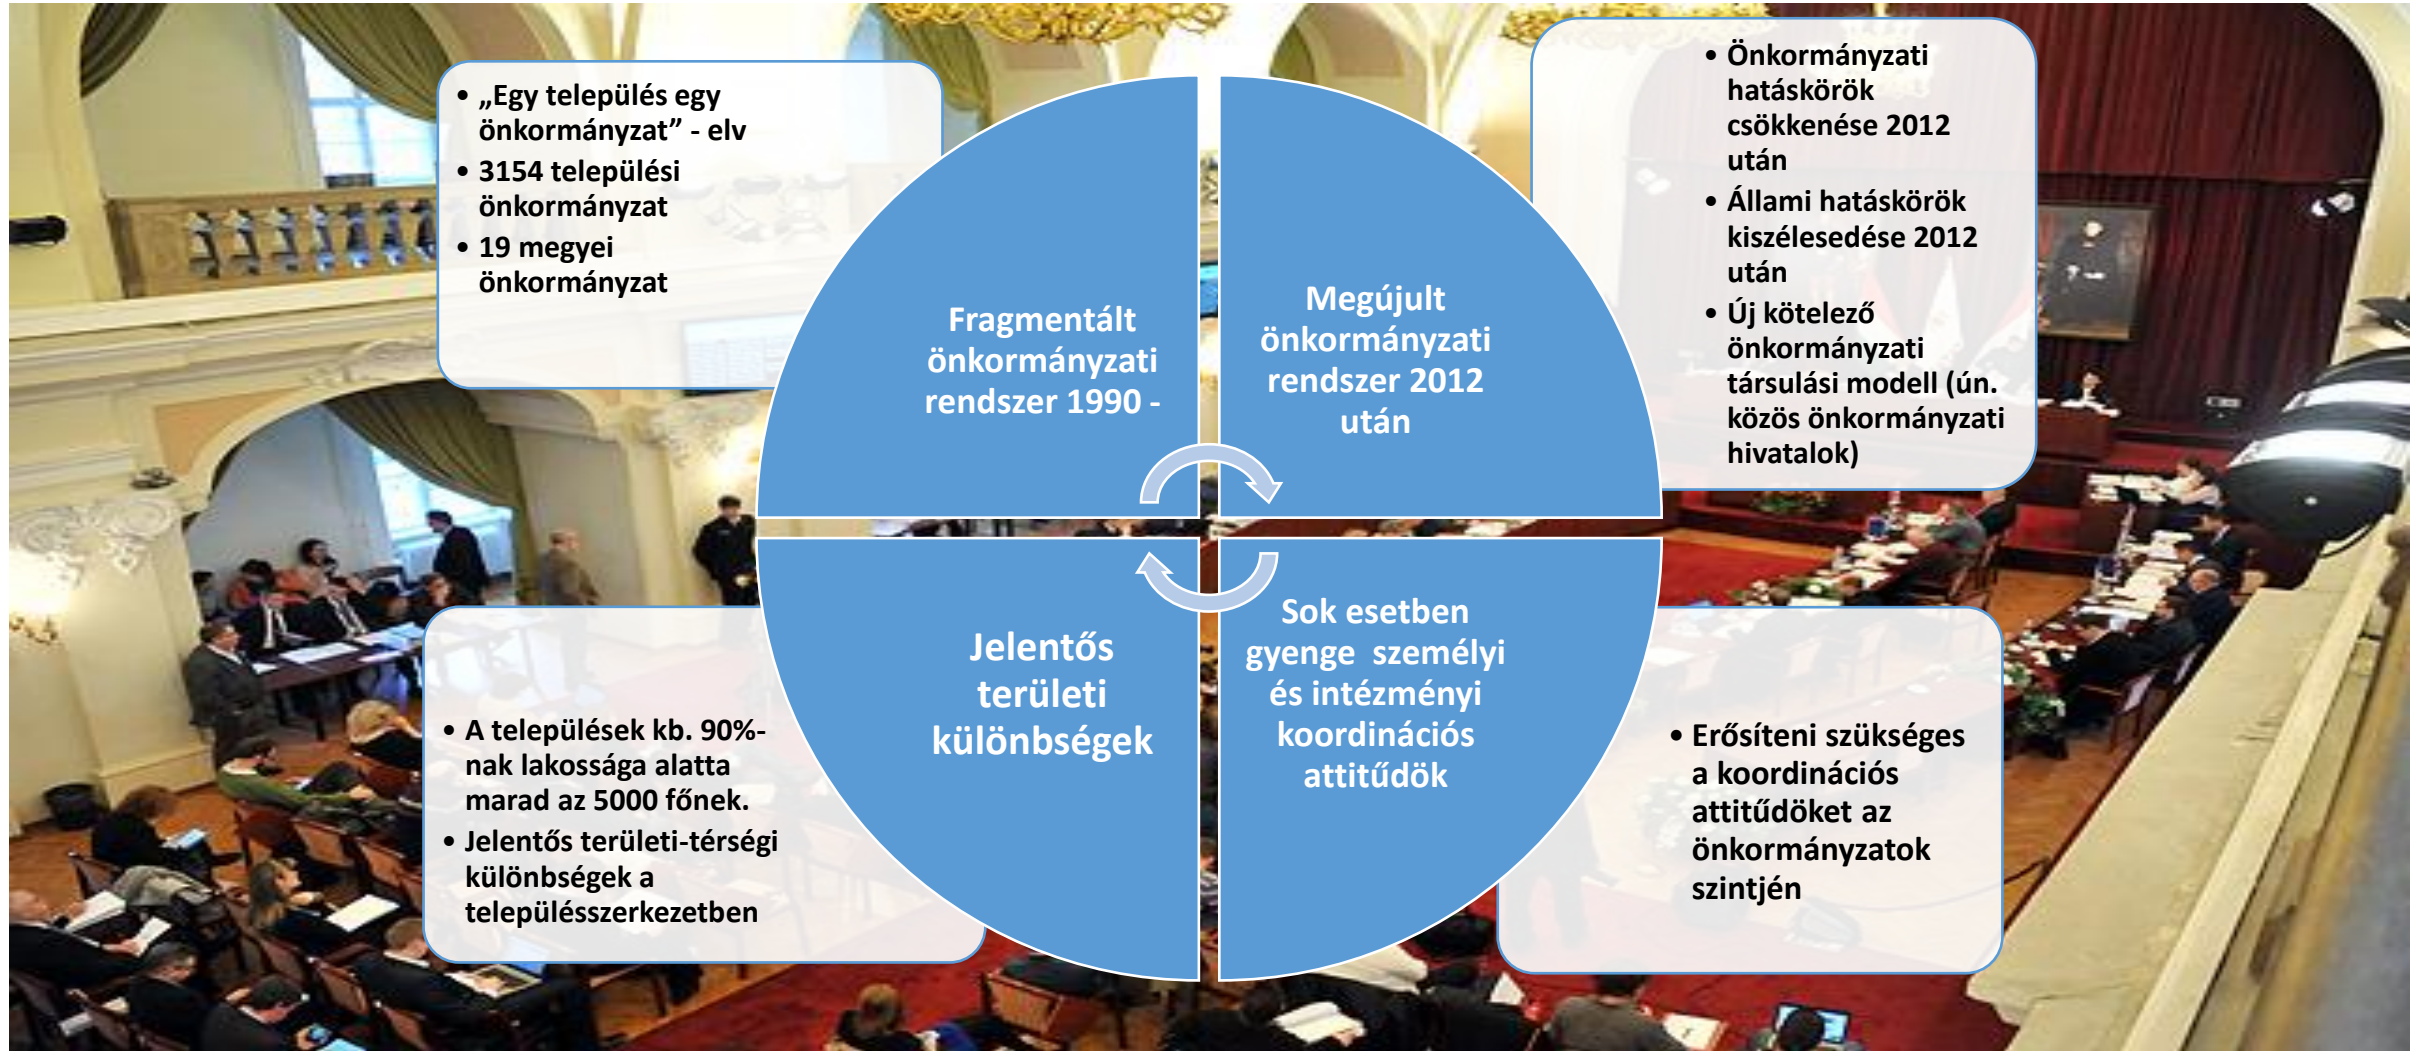 • „Egy település egy
önkormányzat” - elv
• 3154 települési
önkormányzat
• 19 megyei
önkormányzat
Fragmentált
önkormányzati
rendszer 1990 -
Megújult
önkormányzati
rendszer 2012
után
• Önkormányzati
hatáskörök
csökkenése 2012
után
• Állami hatáskörök
kiszélesedése 2012
után
• Új kötelező
önkormányzati
társulási modell (ún.
közös önkormányzati
hivatalok)
• A települések kb. 90%-
nak lakossága alatta
marad az 5000 főnek.
• Jelentős területi-térségi
különbségek a
településszerkezetben
Jelentős
területi
különbségek
Sok esetben
gyenge  személyi
és intézményi
koordinációs
attitűdök
• Erősíteni szükséges
a koordinációs
attitűdöket az
önkormányzatok
szintjén